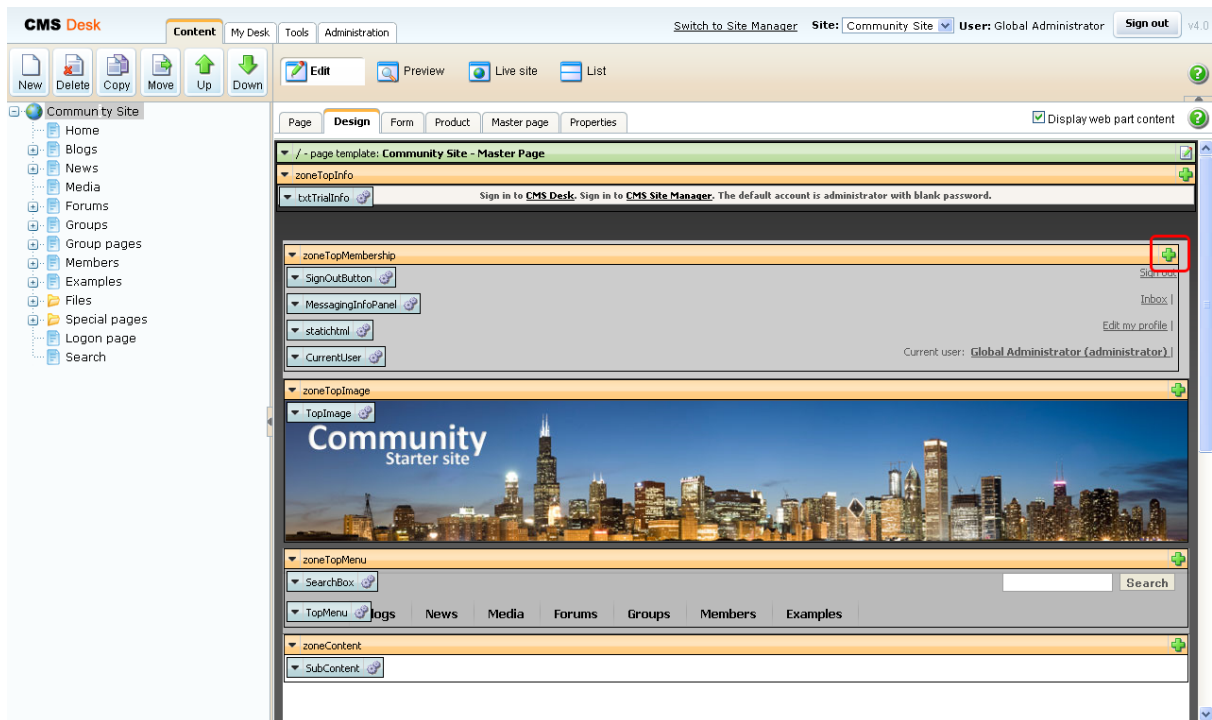 CMS Desk
Content My Desk Tools Administration
Switch to Site Manager Site: Community Site User: Global Administrator Sign out v4.0
New Delete Copy Move Up Down
Edit Preview Live site List
Commun ty Site
Home
Blogs
News
Media
Forums
Groups
Group pages
Members
Examples
Files
Special pages
Logon page
Search
Page Design Form Product Master page Properties
Display web part content
/ - page template: Community Site - Master Page
zoneTopInfo
txtTrialInfo
Sign in to CMS Desk. Sign in to CMS Site Manager. The default account is administrator with blank password.
zoneTopMembership
SignOutButton Sign out
MessagingInfoPanel Inbox |
statichtml Edit my profile |
CurrentUser Current user: Global Administrator (administrator) |
zoneTopImage
TopImage
Community
Starter site
zoneTopMenu
SearchBox Search
TopMenu logs News Media Forums Groups Members Examples
zoneContent
SubContent